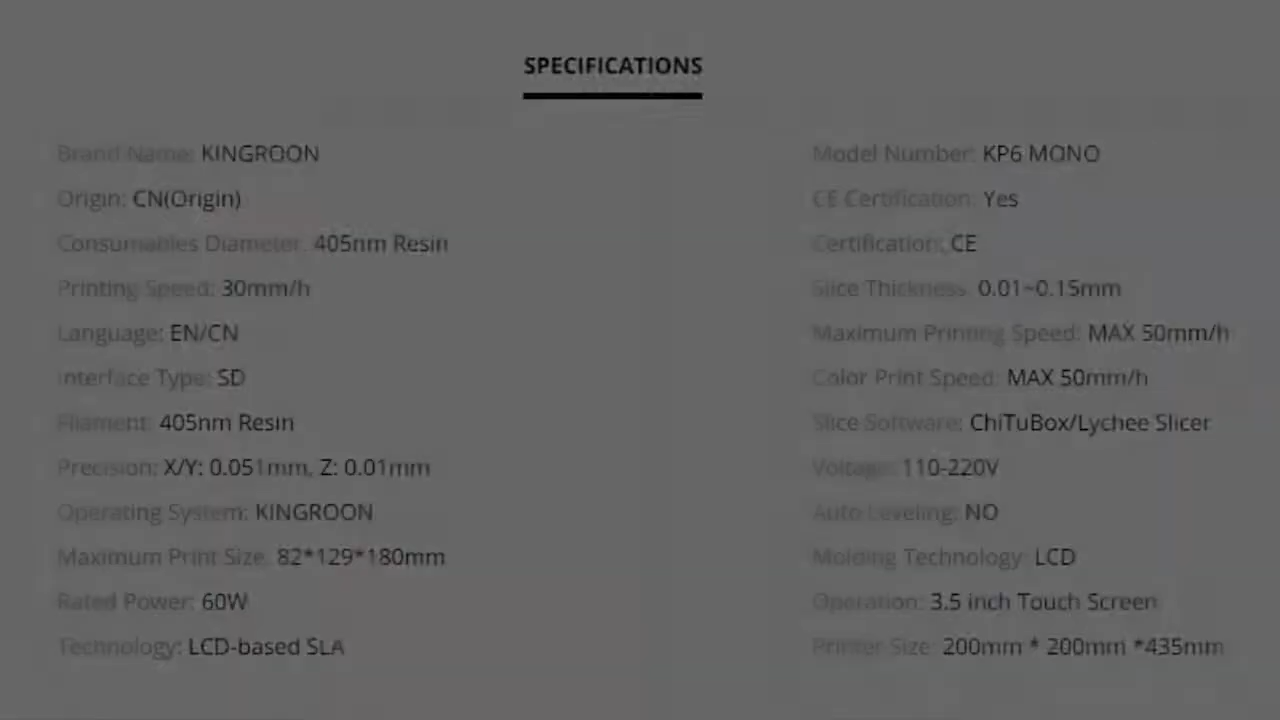 SPECIFICATIONS
Brand Name: KINGROON
Origin: CN(Origin)
Consumables Diameter: 405nm Resin
Printing Speed: 30mm/h
Language: EN/CN
Interface Type: SD
Filament: 405nm Resin
Precision: X/Y: 0.051mm, Z: 0.01mm
Operating System: KINGROON
Maximum Print Size: 82*129*180mm
Rated Power: 60W
Technology: LCD-based SLA
Model Number: KP6 MONO
CE Certification: Yes
Certification: CE
Slice Thickness: 0.01~0.15mm
Maximum Printing Speed: MAX 50mm/h
Color Print Speed: MAX 50mm/h
Slice Software: ChiTuBox/Lychee Slicer
Voltage: 110-220V
Auto Leveling: NO
Molding Technology: LCD
Operation: 3.5 inch Touch Screen
Printer Size: 200mm * 200mm *435mm